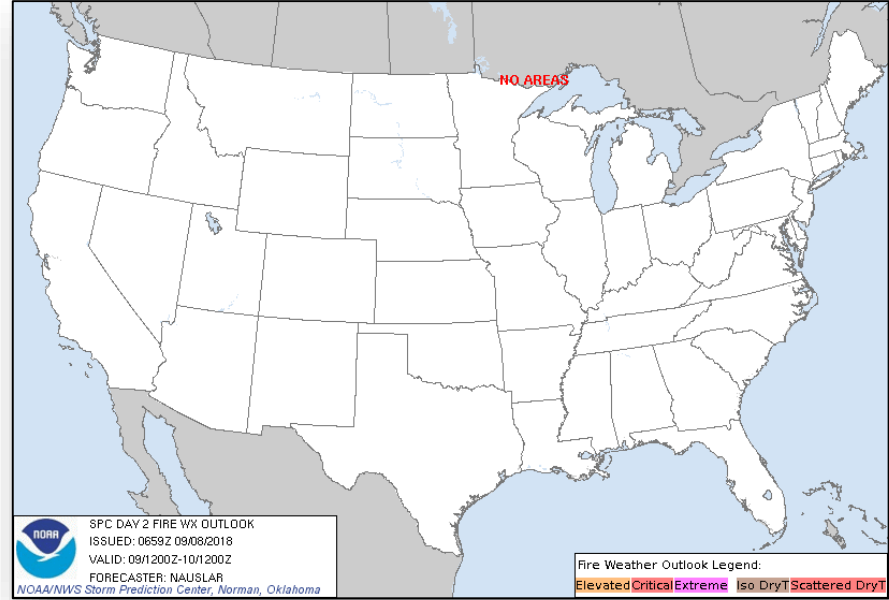 NO AREAS
NOAA
SPC DAY 2 FIRE WX OUTLOOK
ISSUED: 0659Z 09/08/2018
VALID: 09/1200Z-10/1200Z
FORECASTER: NAUSLAR
NOAA/NWS Storm Prediction Center, Norman, Oklahoma
Fire Weather Outlook Legend:
Elevated Critical Extreme Iso DryT Scattered DryT